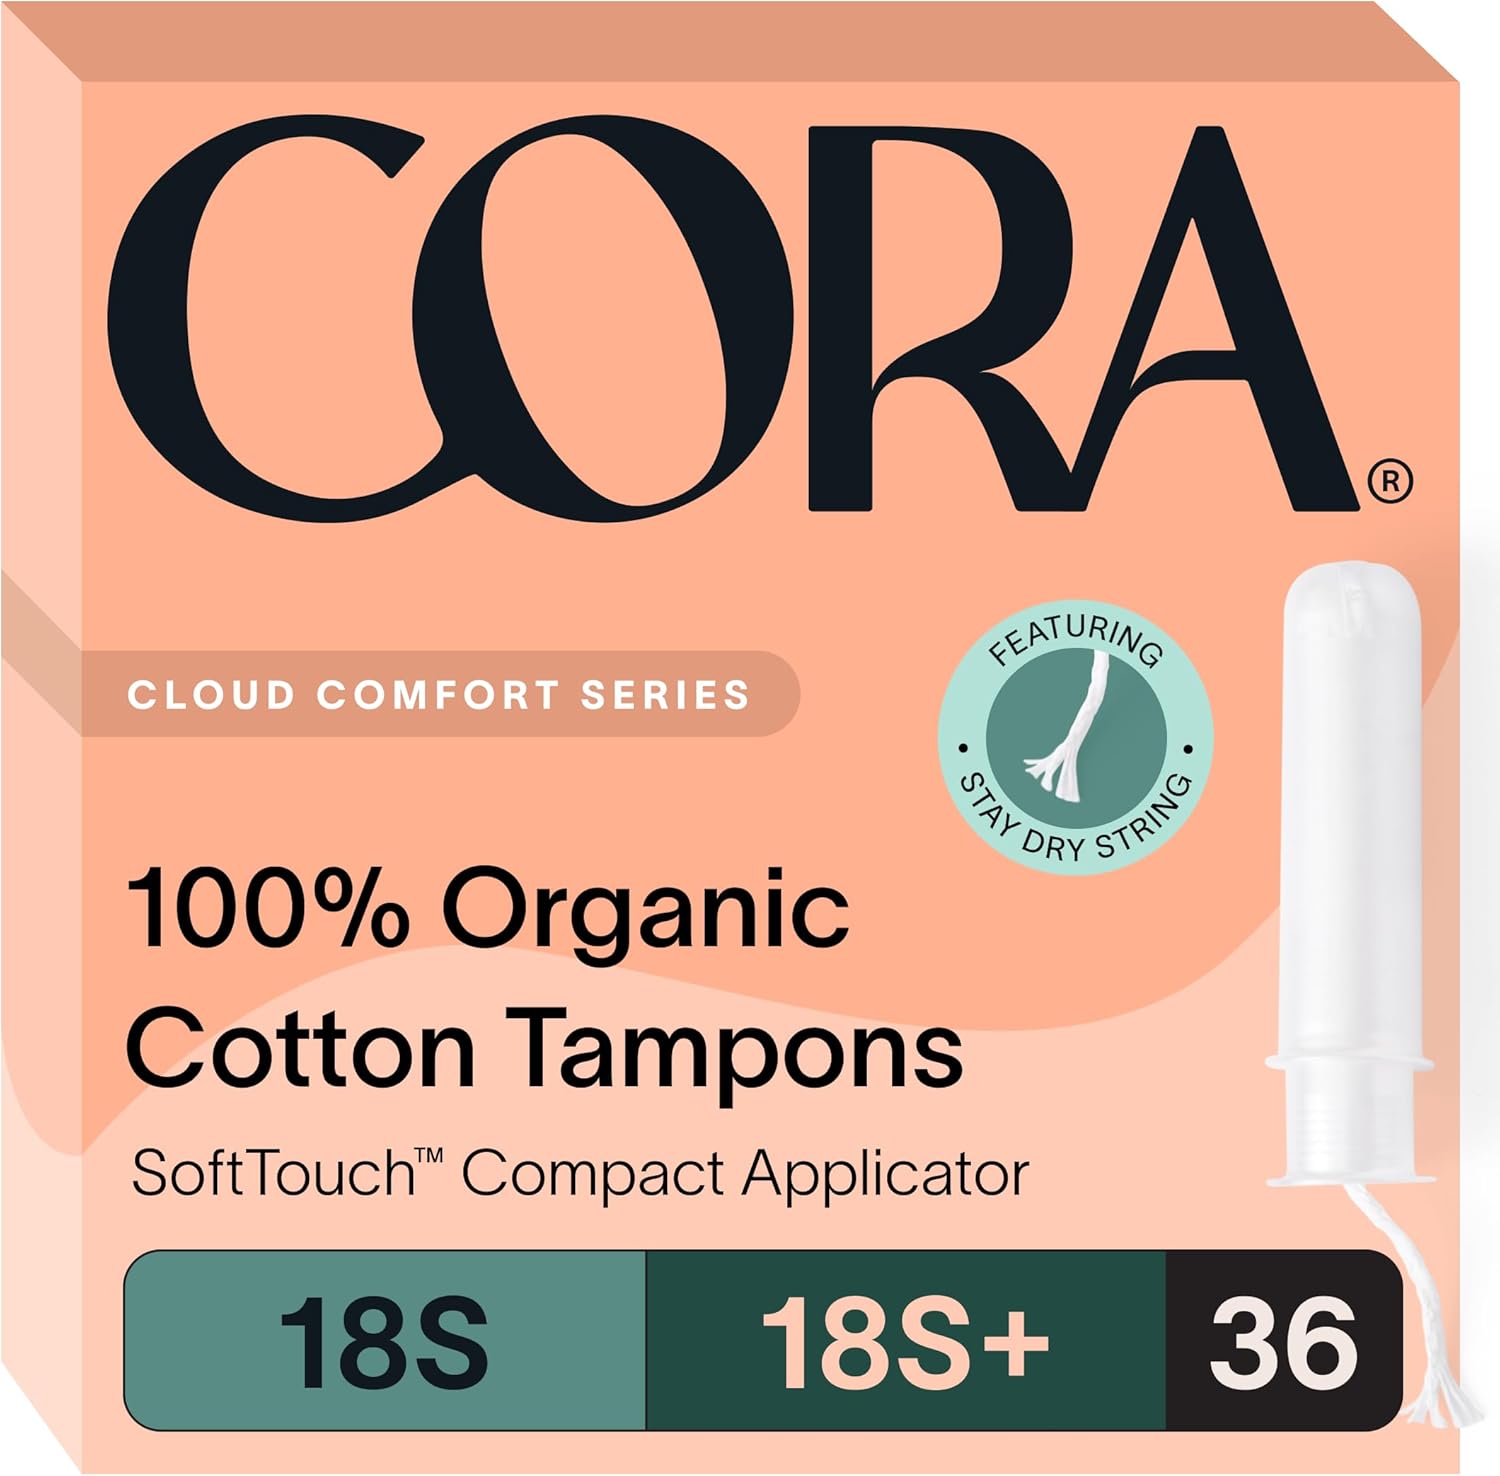 CORA®
CLOUD COMFORT SERIES
FEATURING
• STAY DRY STRING •
100% Organic
Cotton Tampons
SoftTouch™ Compact Applicator
18S 18S+ 36